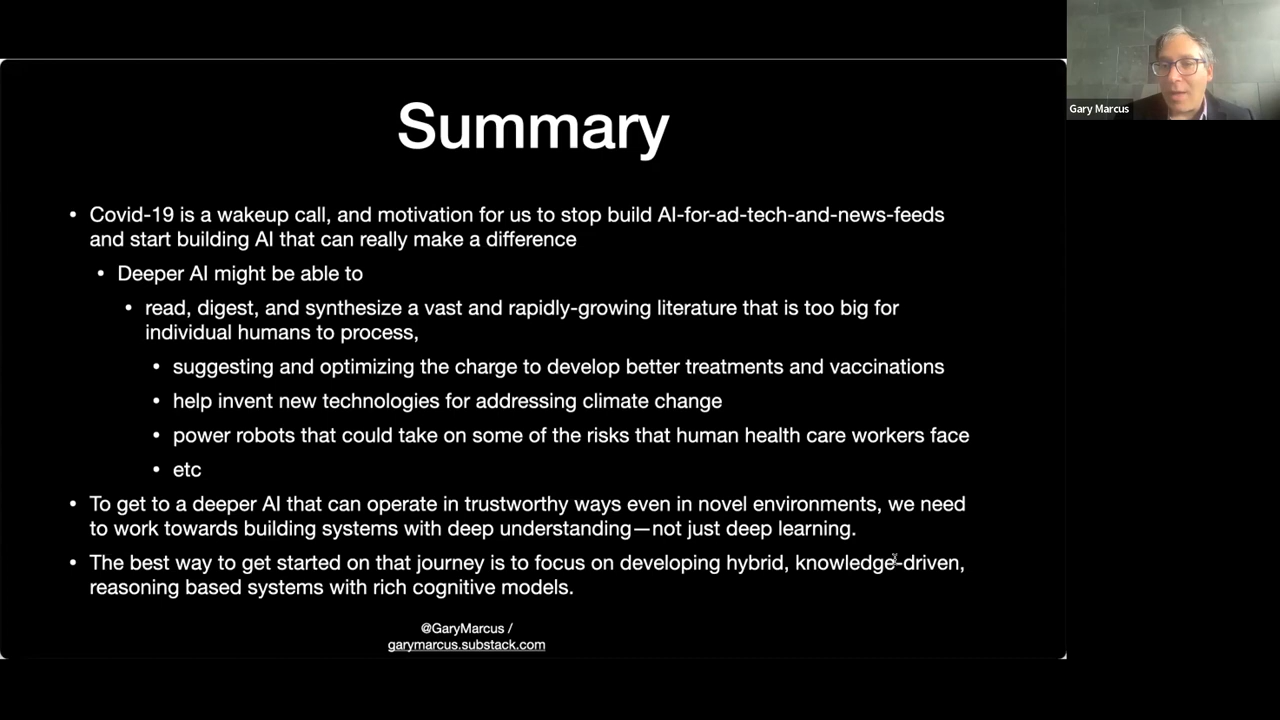 Gary Marcus
Summary
• Covid-19 is a wakeup call, and motivation for us to stop build AI-for-ad-tech-and-news-feeds
and start building AI that can really make a difference
• Deeper AI might be able to
• read, digest, and synthesize a vast and rapidly-growing literature that is too big for
individual humans to process,
• suggesting and optimizing the charge to develop better treatments and vaccinations
• help invent new technologies for addressing climate change
• power robots that could take on some of the risks that human health care workers face
• etc
• To get to a deeper AI that can operate in trustworthy ways even in novel environments, we need
to work towards building systems with deep understanding—not just deep learning.
• The best way to get started on that journey is to focus on developing hybrid, knowledge-driven,
reasoning based systems with rich cognitive models.
@GaryMarcus /
garymarcus.substack.com